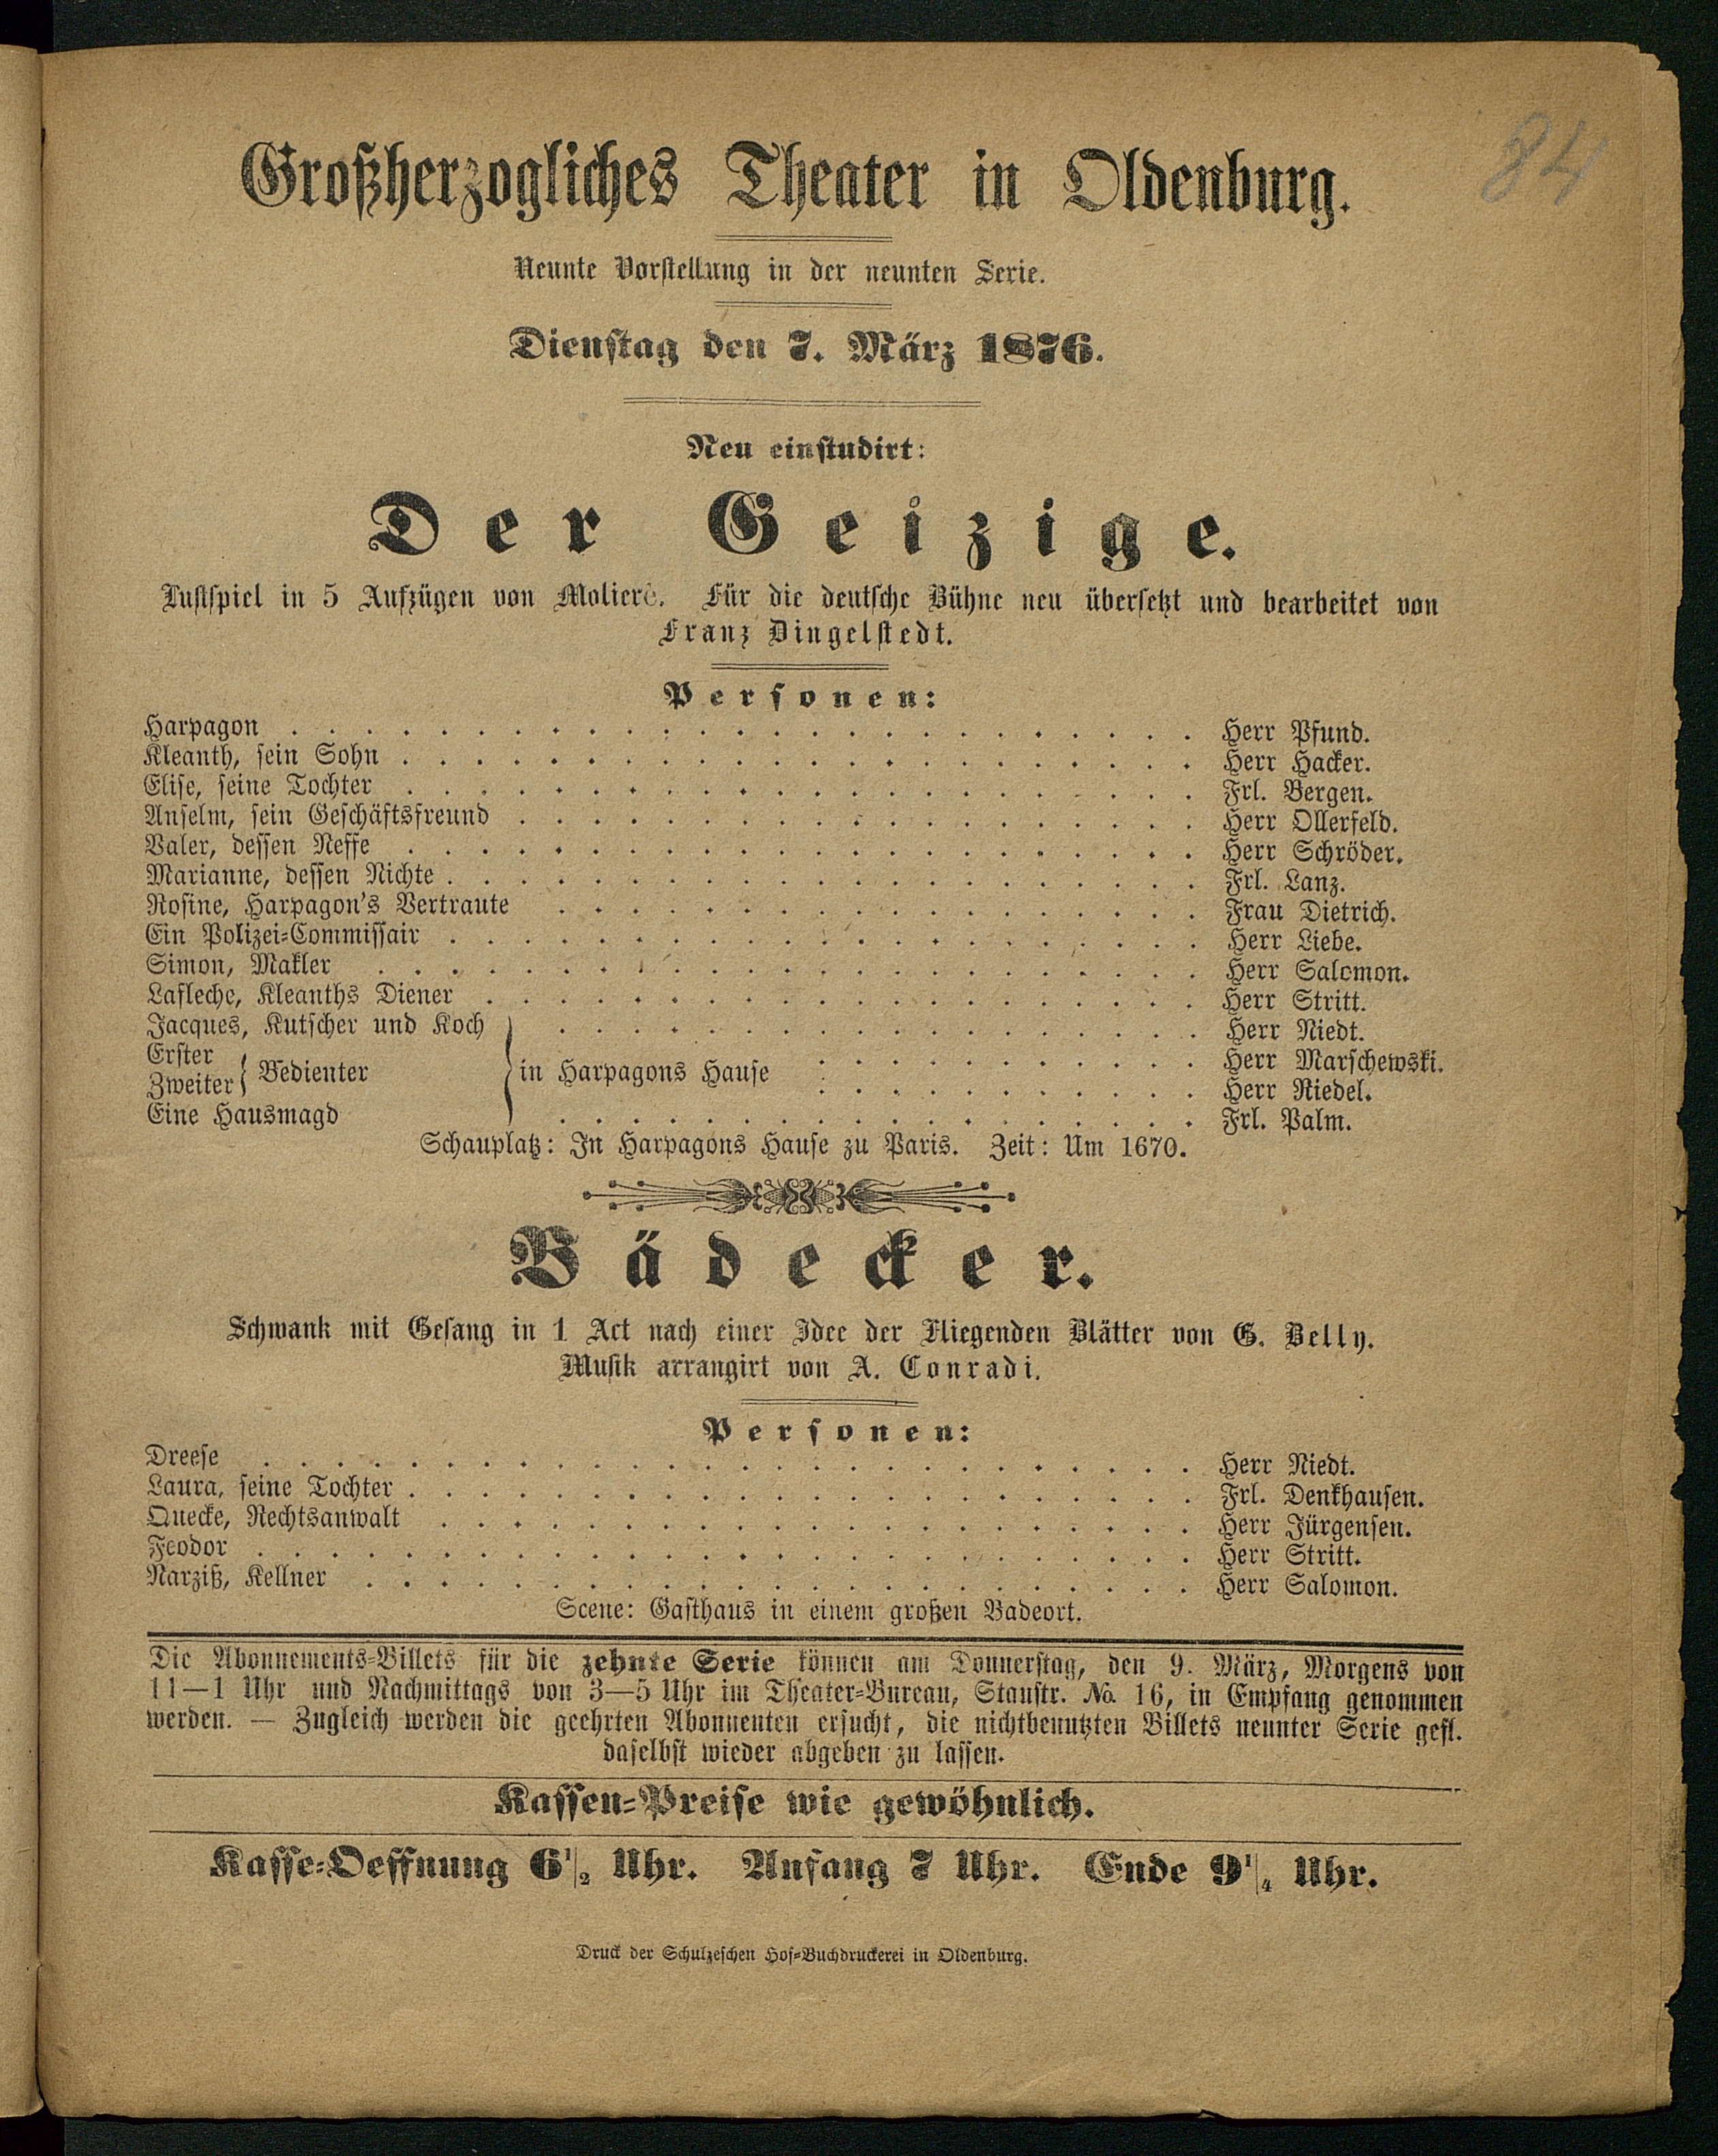 84
Großherzogliches Theater in Oldenburg.
Neunte Vorstellung in der neunten Serie.
Dienstag den 7. März 1876.
Neu einstudirt:
Der Geizige.
Lustspiel in 5 Aufzügen von Molierè. Für die deutsche Bühne neu übersetzt und bearbeitet von
Franz Dingelstedt.
Personen:
Harpagon . . . . . . . . . . Herr Pfund.
Kleanth, sein Sohn . . . . . . . . . . Herr Hacker.
Elise, seine Tochter . . . . . . . . . . Frl. Bergen.
Anselm, sein Geschäftsfreund . . . . . . . . . . Herr Ollerfeld.
Valer, dessen Neffe . . . . . . . . . . Herr Schröder.
Marianne, dessen Nichte . . . . . . . . . . Frl. Lanz.
Rosine, Harpagon's Vertraute . . . . . . . . . . Frau Dietrich.
Ein Polizei-Commissair . . . . . . . . . . Herr Liebe.
Simon, Makler . . . . . . . . . . Herr Salomon.
Lafleche, Kleanths Diener . . . . . . . . . . Herr Stritt.
Jacques, Kutscher und Koch . . . . . . . . . . Herr Niedt.
Erster . . . . . . . . . . Herr Marschewski.
Bedienter } in Harpagons Hause
Zweiter . . . . . . . . . . Herr Riedel.
Eine Hausmagd . . . . . . . . . . Frl. Palm.
Schauplatz: In Harpagons Hause zu Paris. Zeit: Um 1670.
Bädecker.
Schwank mit Gesang in 1 Act nach einer Idee der Fliegenden Blätter von G. Belly.
Musik arrangirt von A. Conradi.
Personen:
Dreese . . . . . . . . . . Herr Niedt.
Laura, seine Tochter . . . . . . . . . . Frl. Denkhausen.
Quecke, Rechtsanwalt . . . . . . . . . . Herr Jürgensen.
Feodor . . . . . . . . . . Herr Stritt.
Narziß, Kellner . . . . . . . . . . Herr Salomon.
Scene: Gasthaus in einem großen Badeort.
Die Abonnements-Billets für die zehnte Serie können am Donnerstag, den 9. März, Morgens von
11—1 Uhr und Nachmittags von 3—5 Uhr im Theater-Bureau, Staustr. No. 16, in Empfang genommen
werden. — Zugleich werden die geehrten Abonnenten ersucht, die nichtbenutzten Billets neunter Serie gefl.
daselbst wieder abgeben zu lassen.
Kassen-Preise wie gewöhnlich.
Kasse-Oeffnung 6 1/2 Uhr. Anfang 7 Uhr. Ende 9 1/4 Uhr.
Druck der Schulzeschen Hof-Buchdruckerei in Oldenburg.